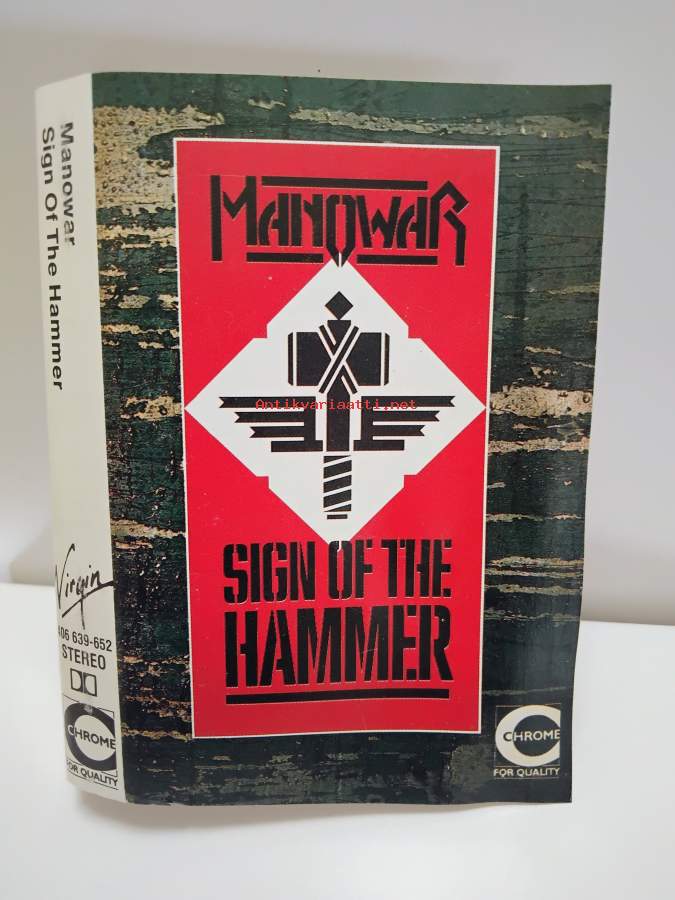 Manowar
Sign Of The Hammer
Virgin
406 639-652
STEREO
CHROME
FOR QUALITY
MANOWAR
Antikvariaatti.net
SIGN OF THE
HAMMER
CHROME
FOR QUALITY